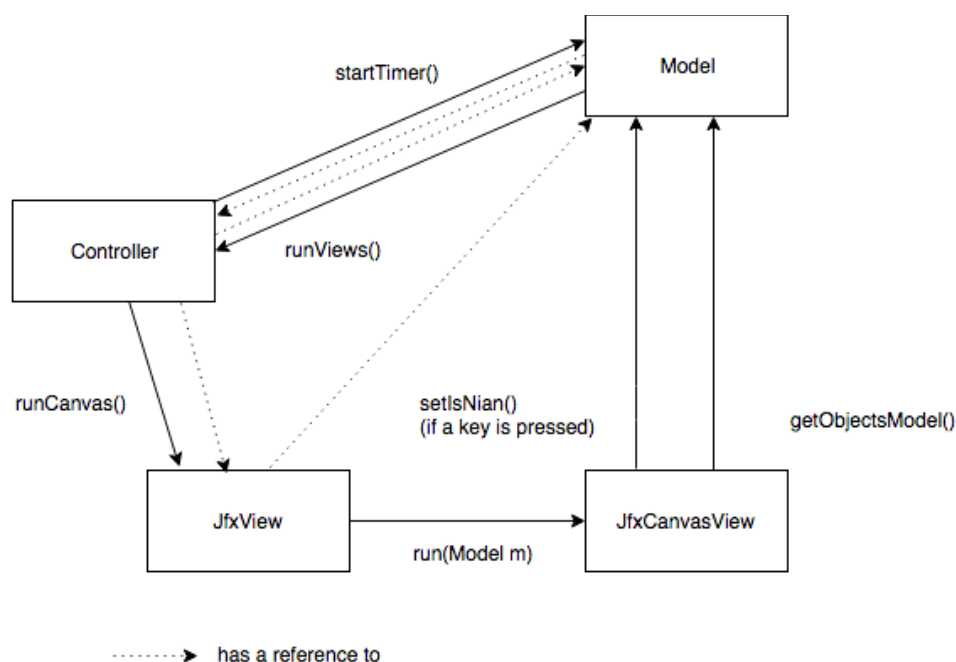 startTimer()
Model
Controller
runViews()
runCanvas()
setIsNian()
(if a key is pressed)
getObjectsModel()
JfxView
JfxCanvasView
run(Model m)
has a reference to